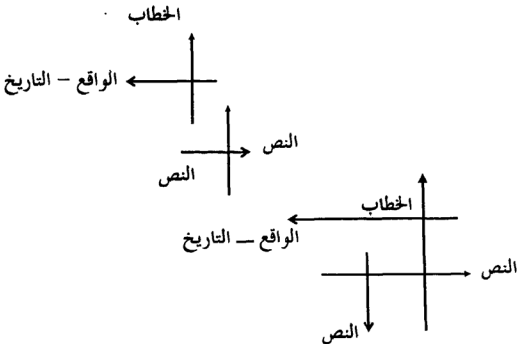 الخطاب
الواقع – التاريخ
النص
النص
الخطاب
الواقع — التاريخ
النص
النص